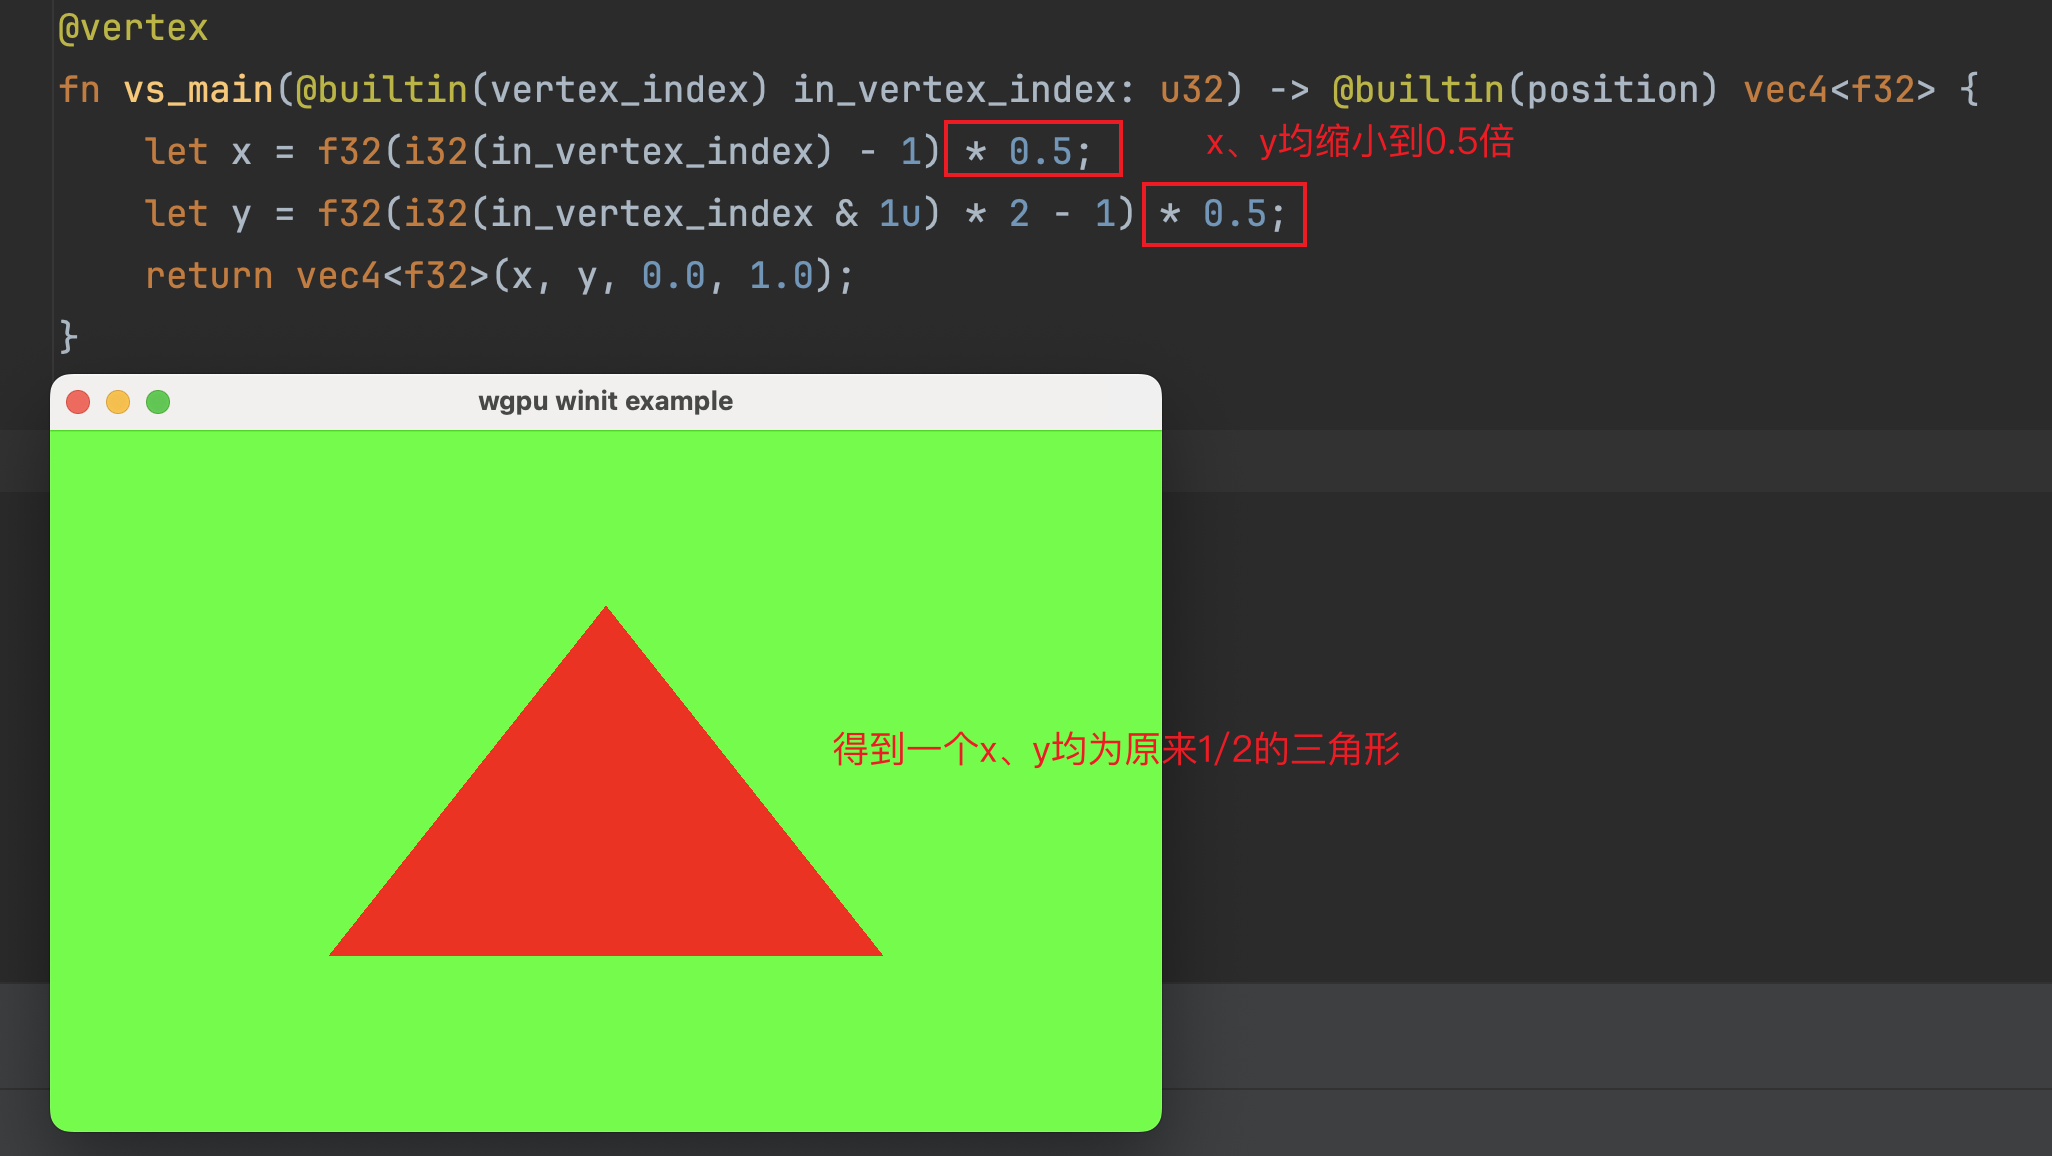 @vertex
fn vs_main(@builtin(vertex_index) in_vertex_index: u32) -> @builtin(position) vec4<f32> {
let x = f32(i32(in_vertex_index) - 1) * 0.5;
x、y均缩小到0.5倍
let y = f32(i32(in_vertex_index & 1u) * 2 - 1) * 0.5;
return vec4<f32>(x, y, 0.0, 1.0);
}
wgpu winit example
得到一个x、y均为原来1/2的三角形